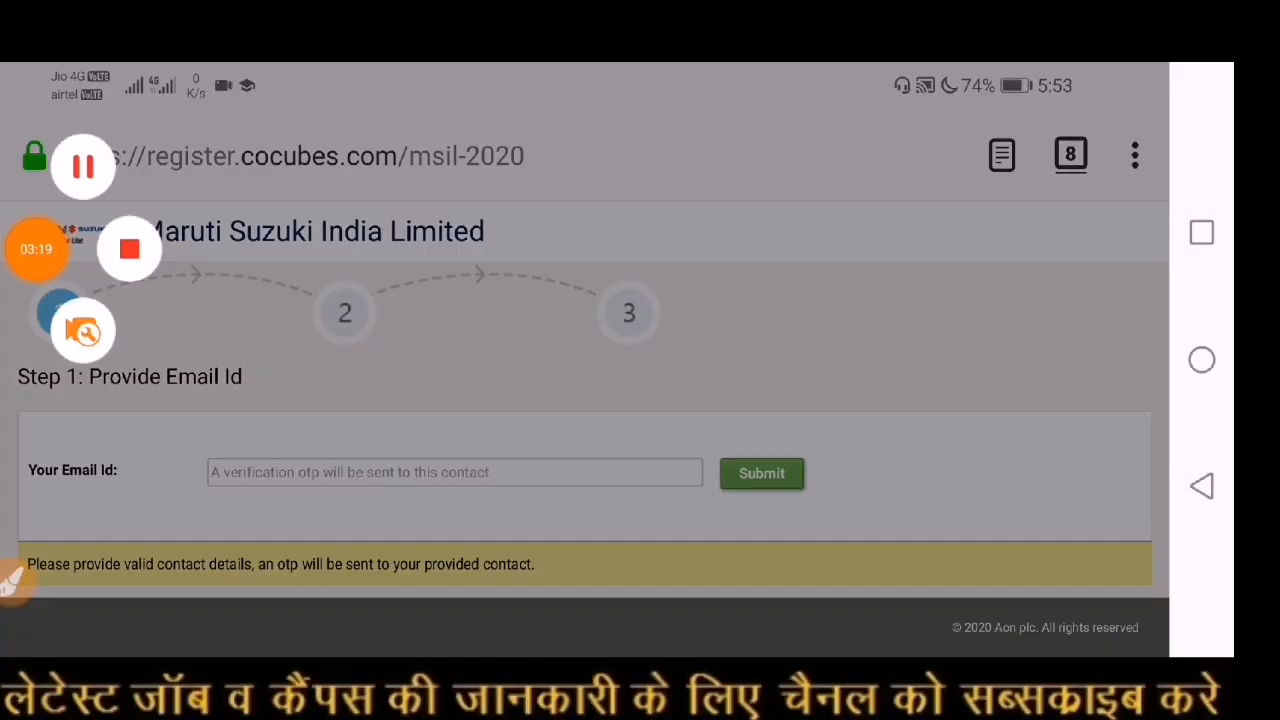 Jio 4G VoLTE
airtel VoLTE
4G
0
K/s
74%
5:53
s://register.cocubes.com/msil-2020
8
SUZUKI
Maruti Suzuki India Limited
03:19
2
3
Step 1: Provide Email Id
Your Email Id:
A verification otp will be sent to this contact
Submit
Please provide valid contact details, an otp will be sent to your provided contact.
© 2020 Aon plc. All rights reserved
लेटेस्ट जॉब व कैंपस की जानकारी के लिए चैनल को सब्सक्राइब करे